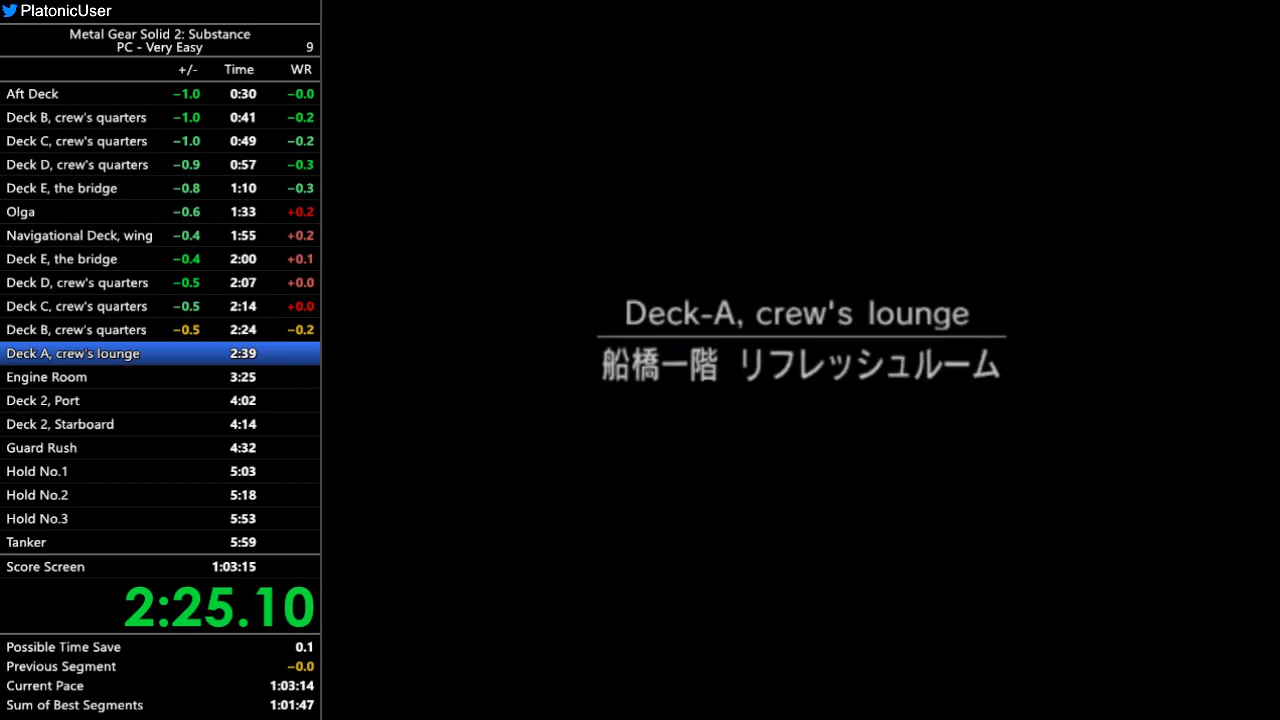 PlatonicUser
Metal Gear Solid 2: Substance
PC - Very Easy 9
+/- Time WR
Aft Deck −1.0 0:30 −0.0
Deck B, crew's quarters −1.0 0:41 −0.2
Deck C, crew's quarters −1.0 0:49 −0.2
Deck D, crew's quarters −0.9 0:57 −0.3
Deck E, the bridge −0.8 1:10 −0.3
Olga −0.6 1:33 +0.2
Navigational Deck, wing −0.4 1:55 +0.2
Deck E, the bridge −0.4 2:00 +0.1
Deck D, crew's quarters −0.5 2:07 +0.0
Deck C, crew's quarters −0.5 2:14 +0.0
Deck B, crew's quarters −0.5 2:24 −0.2
Deck A, crew's lounge 2:39
Engine Room 3:25
Deck 2, Port 4:02
Deck 2, Starboard 4:14
Guard Rush 4:32
Hold No.1 5:03
Hold No.2 5:18
Hold No.3 5:53
Tanker 5:59
Score Screen 1:03:15
2:25.10
Possible Time Save 0.1
Previous Segment −0.0
Current Pace 1:03:14
Sum of Best Segments 1:01:47
Deck-A, crew's lounge
船橋一階 リフレッシュルーム